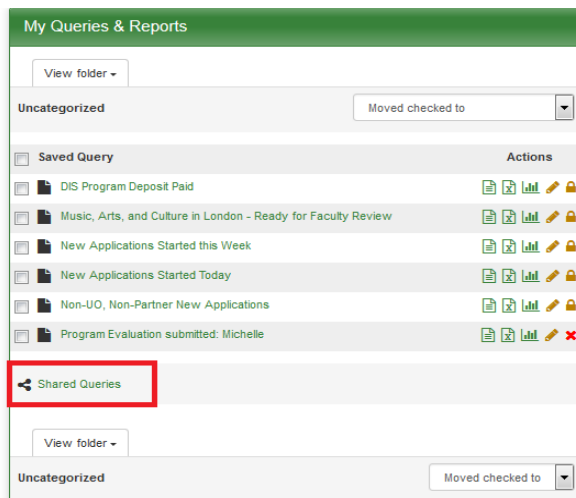 My Queries & Reports
View folder
Uncategorized
Moved checked to
Saved Query Actions
DIS Program Deposit Paid
Music, Arts, and Culture in London - Ready for Faculty Review
New Applications Started this Week
New Applications Started Today
Non-UO, Non-Partner New Applications
Program Evaluation submitted: Michelle
Shared Queries
View folder
Uncategorized
Moved checked to